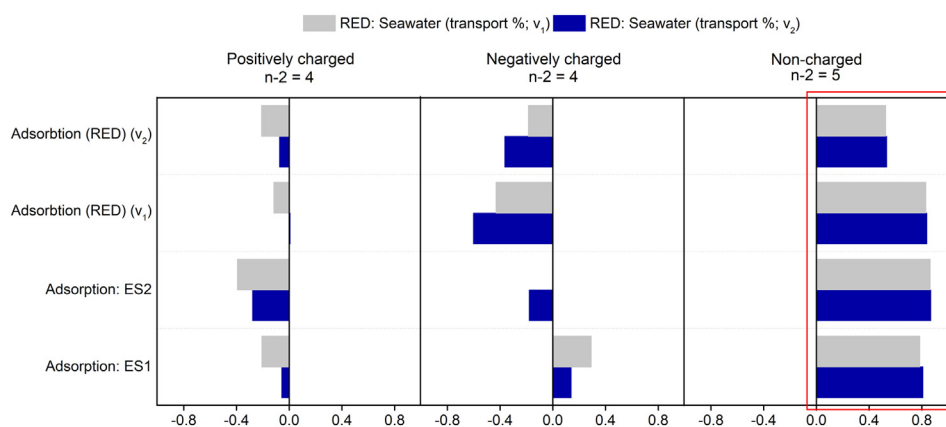 RED: Seawater (transport %; v₁) RED: Seawater (transport %; v₂)
Positively charged
n-2 = 4
Negatively charged
n-2 = 4
Non-charged
n-2 = 5
Adsorbtion (RED) (v₂)
Adsorbtion (RED) (v₁)
Adsorption: ES2
Adsorption: ES1
-0.8 -0.4 0.0 0.4 0.8 -0.8 -0.4 0.0 0.4 0.8 -0.8 -0.4 0.0 0.4 0.8